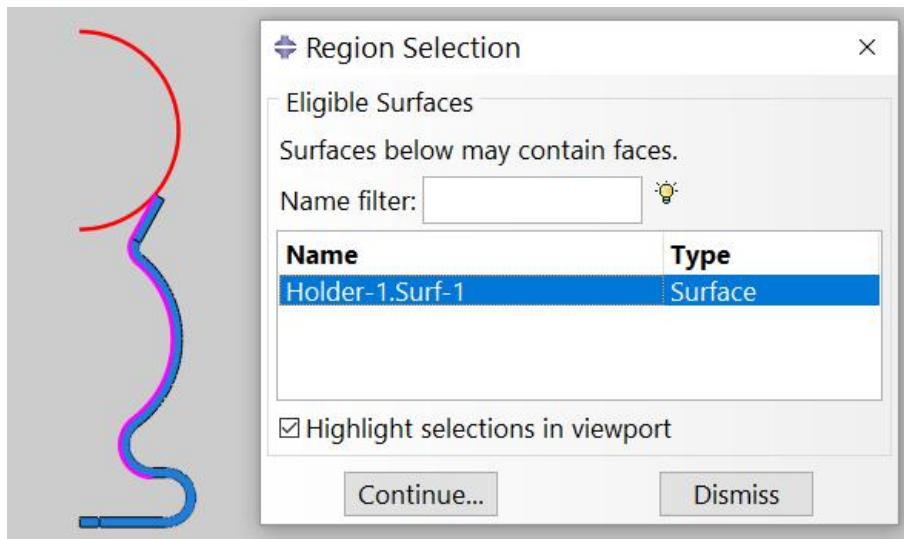 Region Selection
Eligible Surfaces
Surfaces below may contain faces.
Name filter:
Name Type
Holder-1.Surf-1 Surface
Highlight selections in viewport
Continue... Dismiss